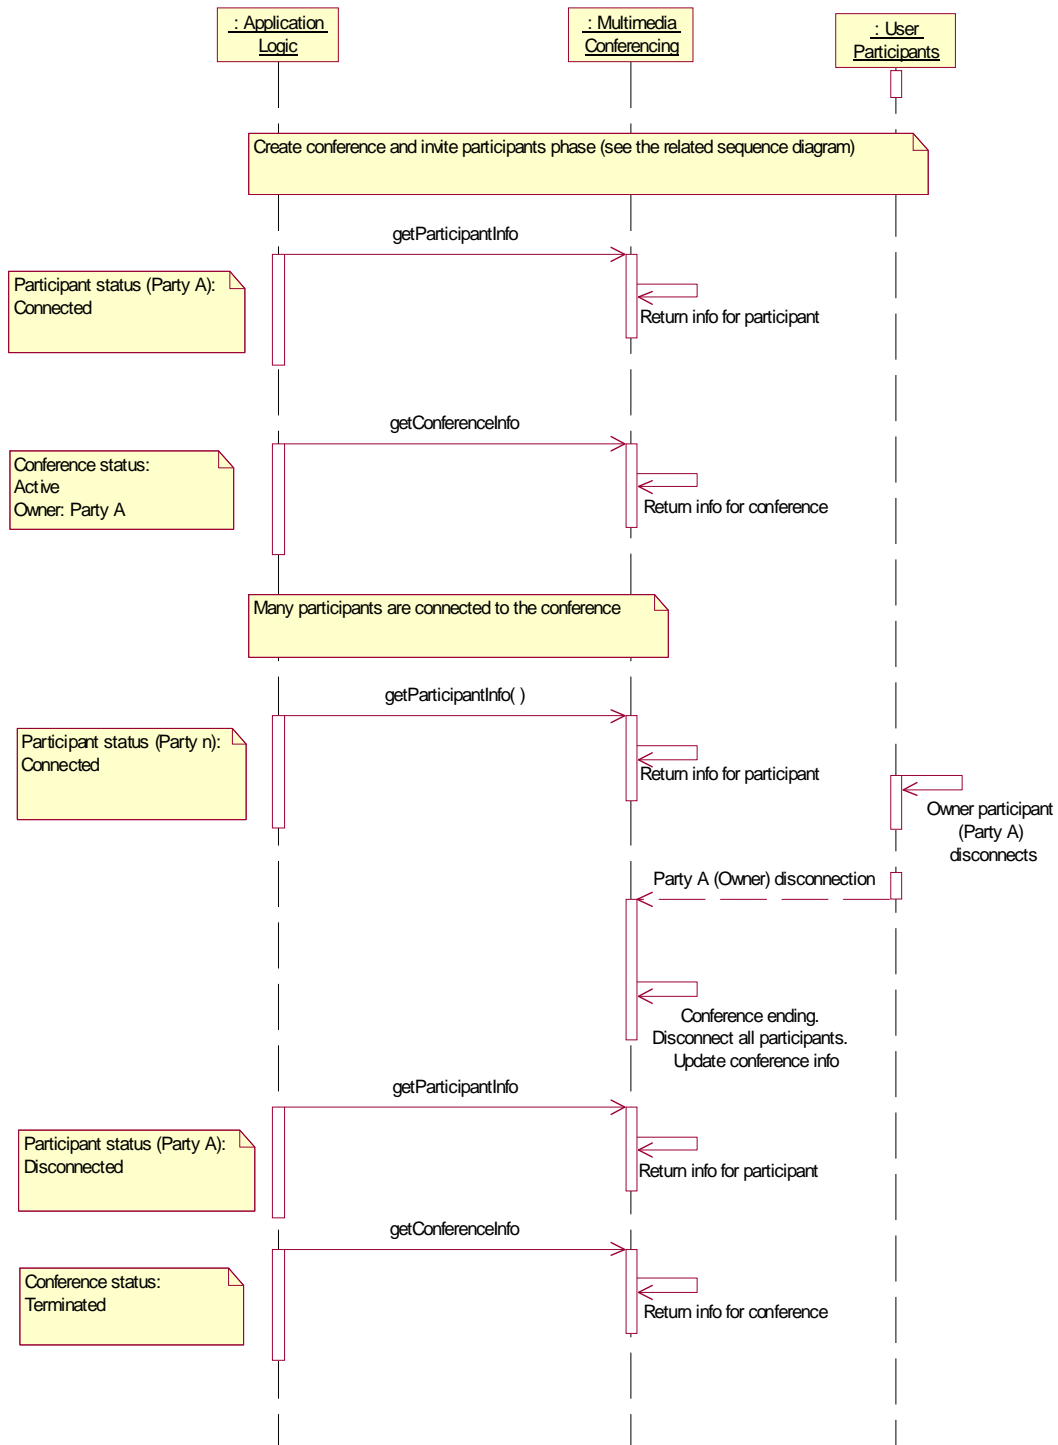 : Application
Logic
: Multimedia
Conferencing
: User
Participants
Create conference and invite participants phase (see the related sequence diagram)
getParticipantInfo
Participant status (Party A):
Connected
Return info for participant
getConferenceInfo
Conference status:
Active
Owner: Party A
Return info for conference
Many participants are connected to the conference
getParticipantInfo( )
Participant status (Party n):
Connected
Return info for participant
Owner participant
(Party A)
disconnects
Party A (Owner) disconnection
Conference ending.
Disconnect all participants.
Update conference info
getParticipantInfo
Participant status (Party A):
Disconnected
Return info for participant
getConferenceInfo
Conference status:
Terminated
Return info for conference